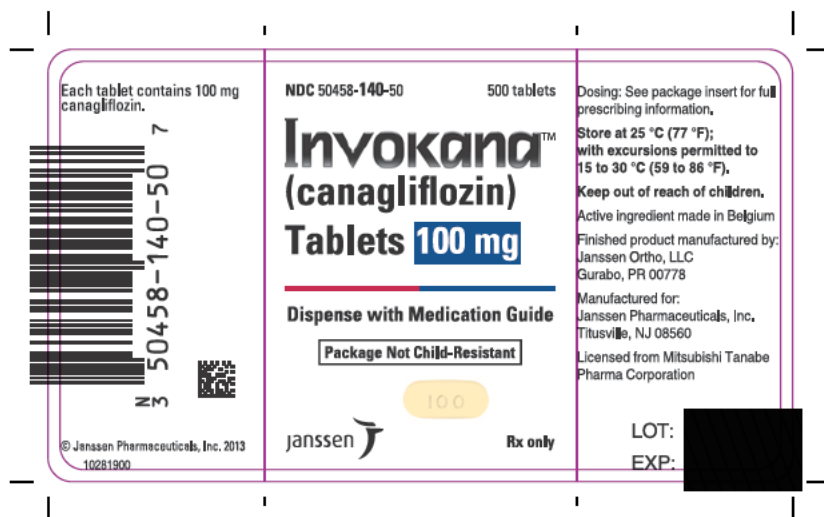 Each tablet contains 100 mg
canagliflozin.
N
3 50458-140-50 7
© Janssen Pharmaceuticals, Inc. 2013
10281900
NDC 50458-140-50 500 tablets
Invokana™
(canagliflozin)
Tablets 100 mg
Dispense with Medication Guide
Package Not Child-Resistant
100
janssen Rx only
Dosing: See package insert for full
prescribing information.
Store at 25 °C (77 °F);
with excursions permitted to
15 to 30 °C (59 to 86 °F).
Keep out of reach of children.
Active ingredient made in Belgium
Finished product manufactured by:
Janssen Ortho, LLC
Gurabo, PR 00778
Manufactured for:
Janssen Pharmaceuticals, Inc.
Titusville, NJ 08560
Licensed from Mitsubishi Tanabe
Pharma Corporation
LOT:
EXP: